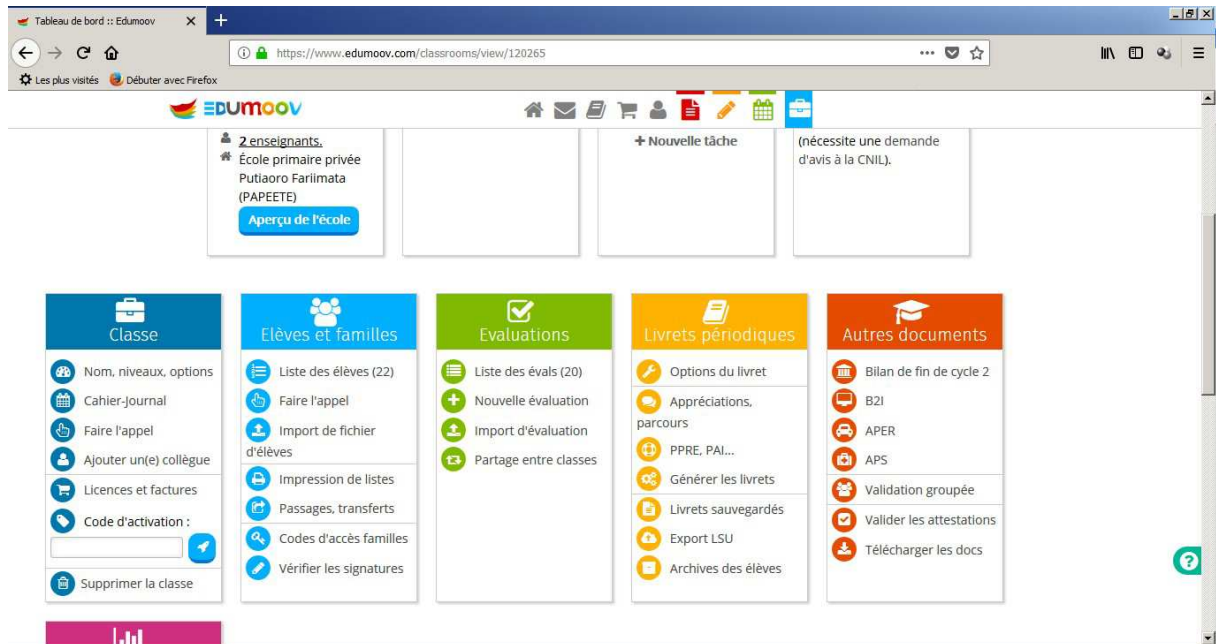 Tableau de bord :: Edumoov
https://www.edumoov.com/classrooms/view/120265
Les plus visités
Débuter avec Firefox
EDUMOOV
2 enseignants.
École primaire privée
Putiaoro Fariimata
(PAPEETE)
Aperçu de l'école
+ Nouvelle tâche
(nécessite une demande
d'avis à la CNIL).
Classe
Nom, niveaux, options
Cahier-Journal
Faire l'appel
Ajouter un(e) collègue
Licences et factures
Code d'activation :
Supprimer la classe
Elèves et familles
Liste des élèves (22)
Faire l'appel
Import de fichier
d'élèves
Impression de listes
Passages, transferts
Codes d'accès familles
Vérifier les signatures
Evaluations
Liste des évals (20)
Nouvelle évaluation
Import d'évaluation
Partage entre classes
Livrets périodiques
Options du livret
Appréciations,
parcours
PPRE, PAI...
Générer les livrets
Livrets sauvegardés
Export LSU
Archives des élèves
Autres documents
Bilan de fin de cycle 2
B2I
APER
APS
Validation groupée
Valider les attestations
Télécharger les docs
?